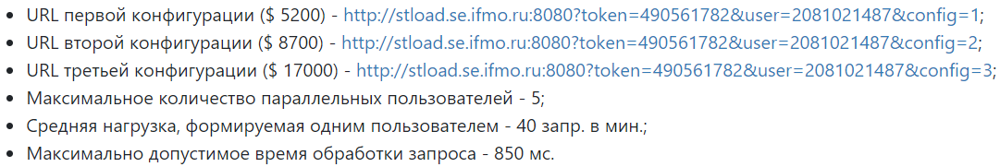 • URL первой конфигурации ($ 5200) - http://stload.se.ifmo.ru:8080?token=490561782&user=2081021487&config=1;
• URL второй конфигурации ($ 8700) - http://stload.se.ifmo.ru:8080?token=490561782&user=2081021487&config=2;
• URL третьей конфигурации ($ 17000) - http://stload.se.ifmo.ru:8080?token=490561782&user=2081021487&config=3;
• Максимальное количество параллельных пользователей - 5;
• Средняя нагрузка, формируемая одним пользователем - 40 запр. в мин.;
• Максимально допустимое время обработки запроса - 850 мс.